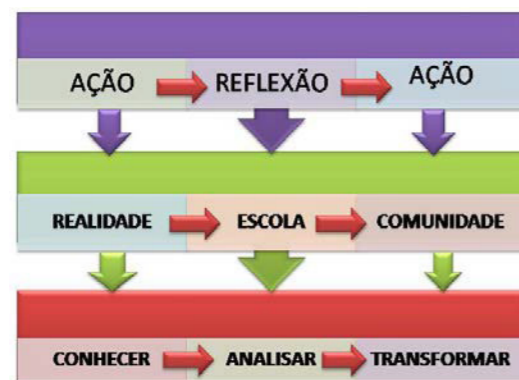 AÇÃO REFLEXÃO AÇÃO
REALIDADE ESCOLA COMUNIDADE
CONHECER ANALISAR TRANSFORMAR